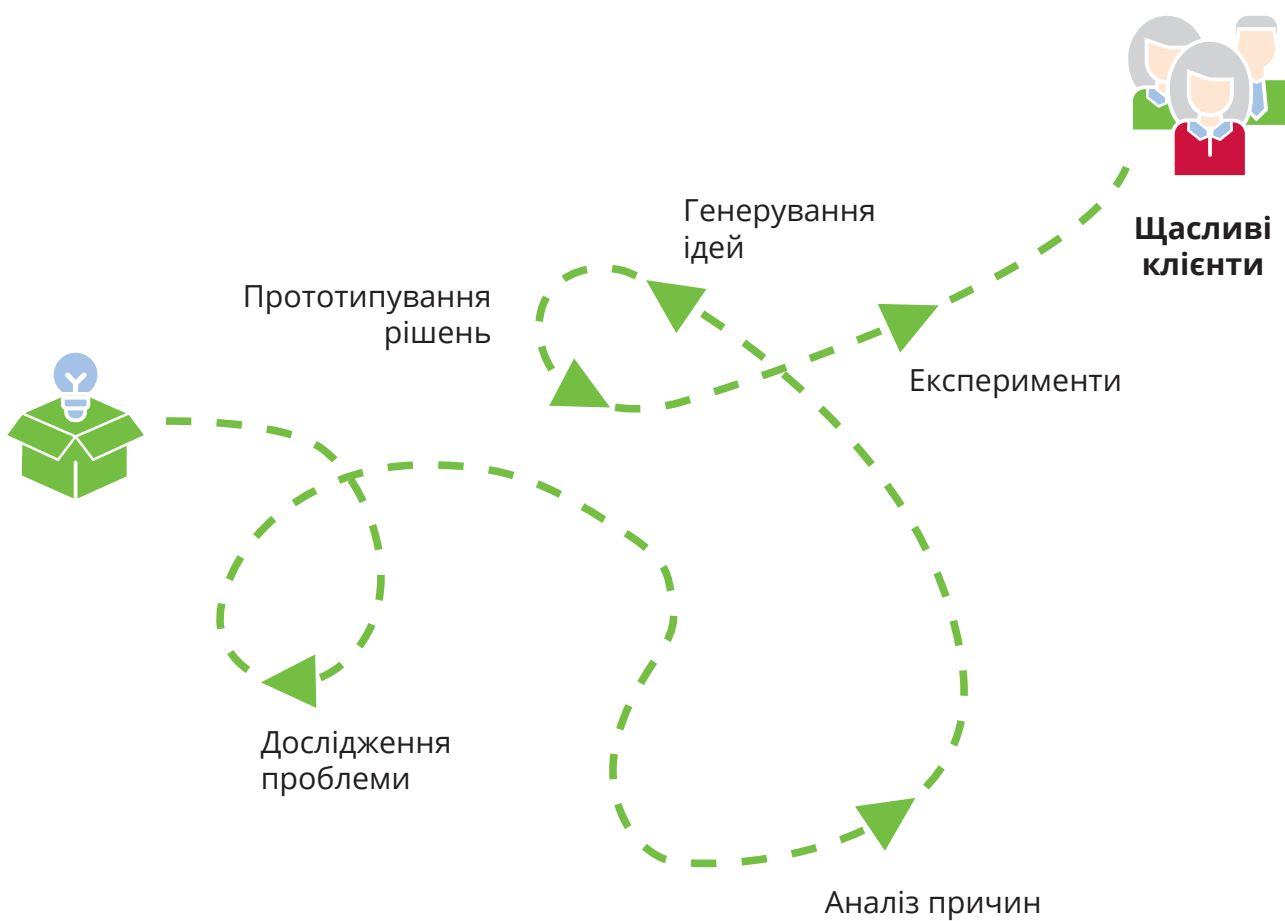 Щасливі
клієнти
Генерування
ідей
Прототипування
рішень
Експерименти
Дослідження
проблеми
Аналіз причин